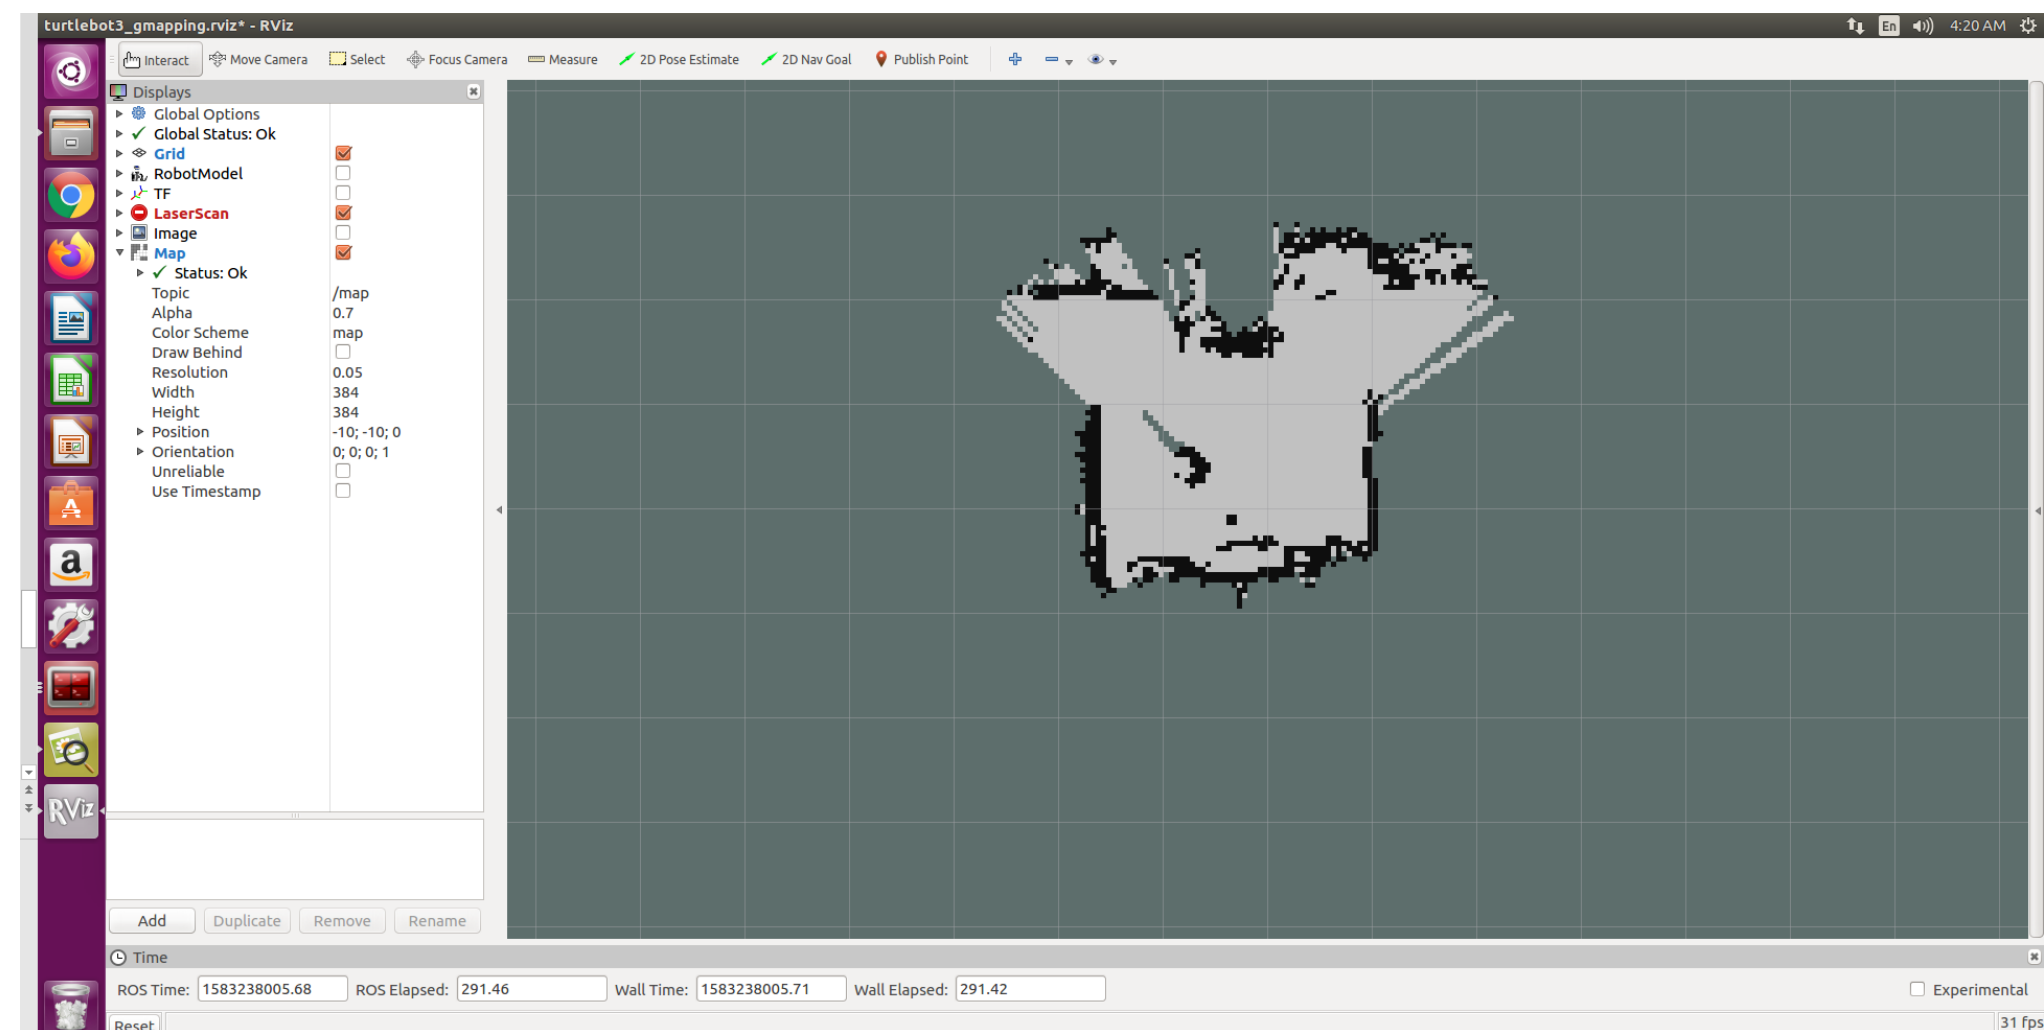 turtlebot3_gmapping.rviz* - RViz
En
4:20 AM
Interact Move Camera Select Focus Camera Measure 2D Pose Estimate 2D Nav Goal Publish Point
Displays
Global Options
Global Status: Ok
Grid
RobotModel
TF
LaserScan
Image
Map
Status: Ok
Topic /map
Alpha 0.7
Color Scheme map
Draw Behind
Resolution 0.05
Width 384
Height 384
Position -10; -10; 0
Orientation 0; 0; 0; 1
Unreliable
Use Timestamp
A
a
RViz
Add Duplicate Remove Rename
Time
ROS Time: 1583238005.68 ROS Elapsed: 291.46 Wall Time: 1583238005.71 Wall Elapsed: 291.42 Experimental
Reset 31 fps